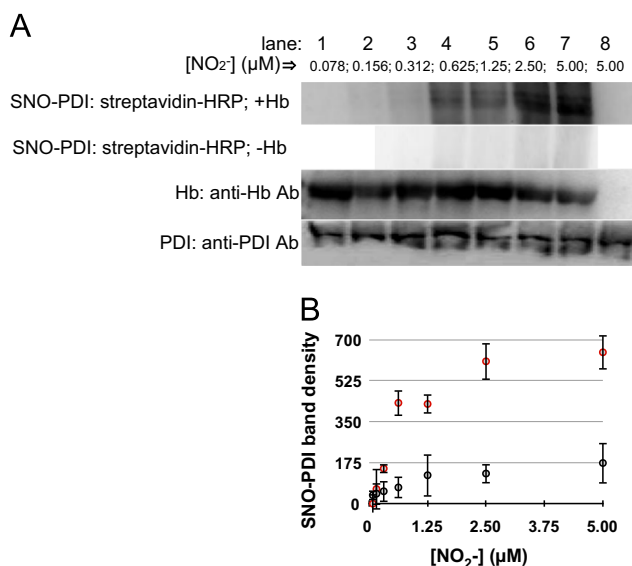 A
lane: 1 2 3 4 5 6 7 8
[NO2-] (µM)⇒ 0.078; 0.156; 0.312; 0.625; 1.25; 2.50; 5.00; 5.00
SNO-PDI: streptavidin-HRP; +Hb
SNO-PDI: streptavidin-HRP; -Hb
Hb: anti-Hb Ab
PDI: anti-PDI Ab
B
SNO-PDI band density
700
525
350
175
0
0 1.25 2.50 3.75 5.00
[NO2-] (µM)